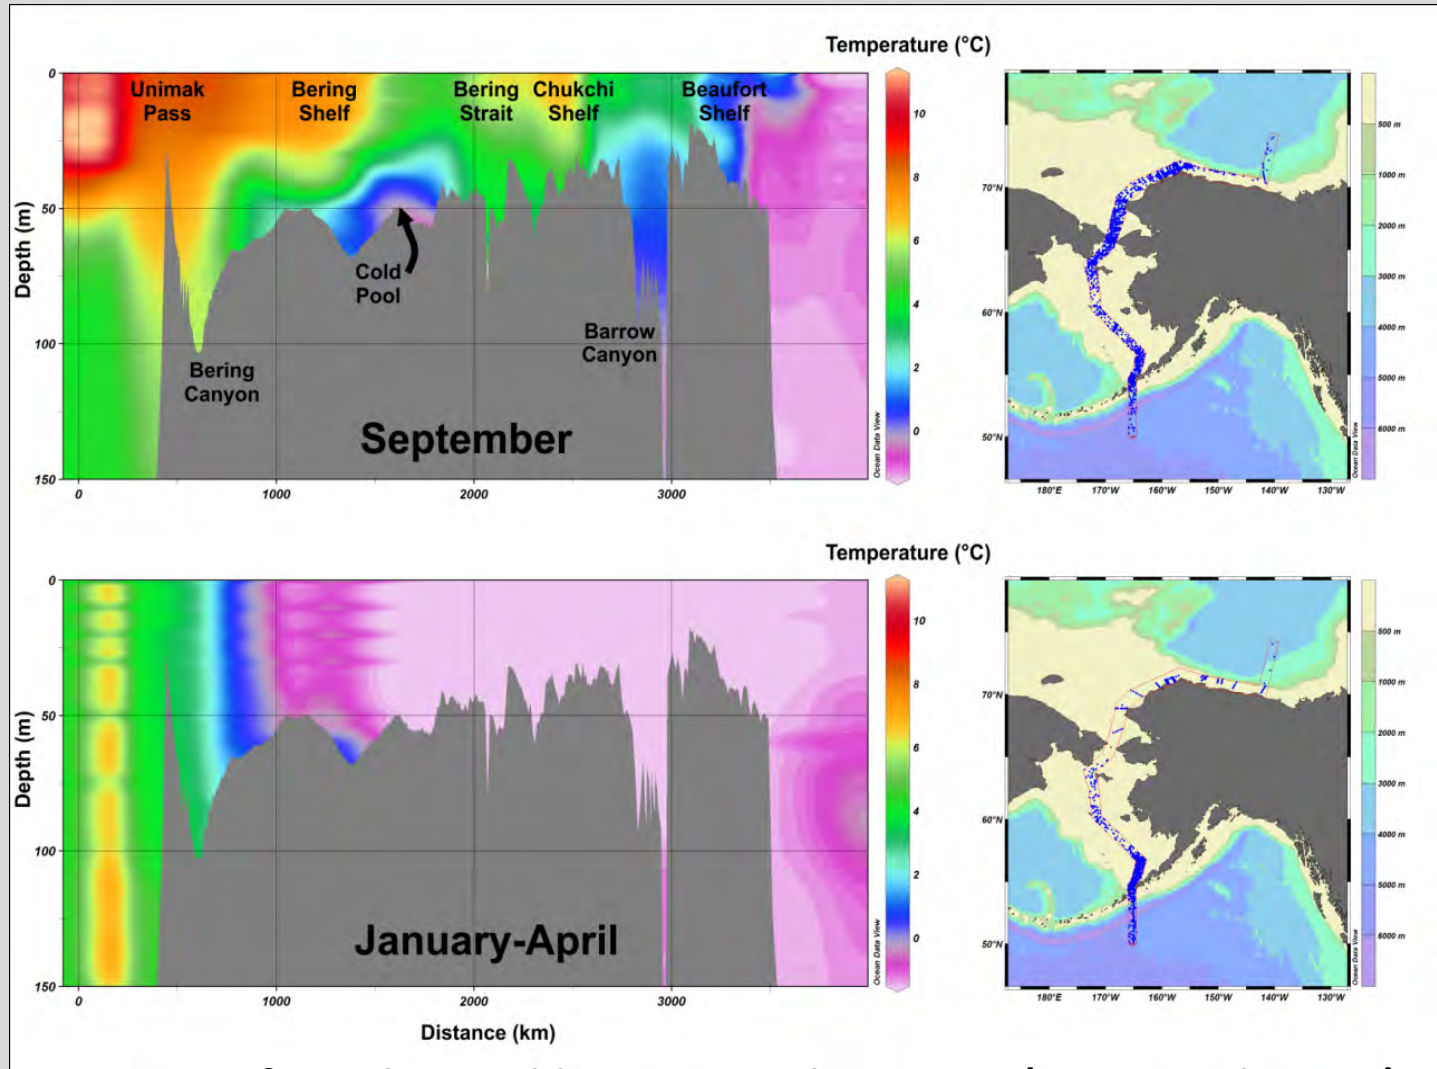 Temperature (°C)
Unimak Pass
Bering Shelf
Bering Strait
Chukchi Shelf
Beaufort Shelf
Cold Pool
Bering Canyon
Barrow Canyon
September
Depth (m)
0
50
100
150
0
1000
2000
3000
10
8
6
4
2
0
Ocean Data View
70°N
60°N
50°N
180°E
170°W
160°W
150°W
140°W
130°W
500 m
1000 m
2000 m
3000 m
4000 m
5000 m
6000 m
Ocean Data View
Temperature (°C)
January-April
Depth (m)
0
50
100
150
0
1000
2000
3000
Distance (km)
10
8
6
4
2
0
Ocean Data View
70°N
60°N
50°N
180°E
170°W
160°W
150°W
140°W
130°W
500 m
1000 m
2000 m
3000 m
4000 m
5000 m
6000 m
Ocean Data View